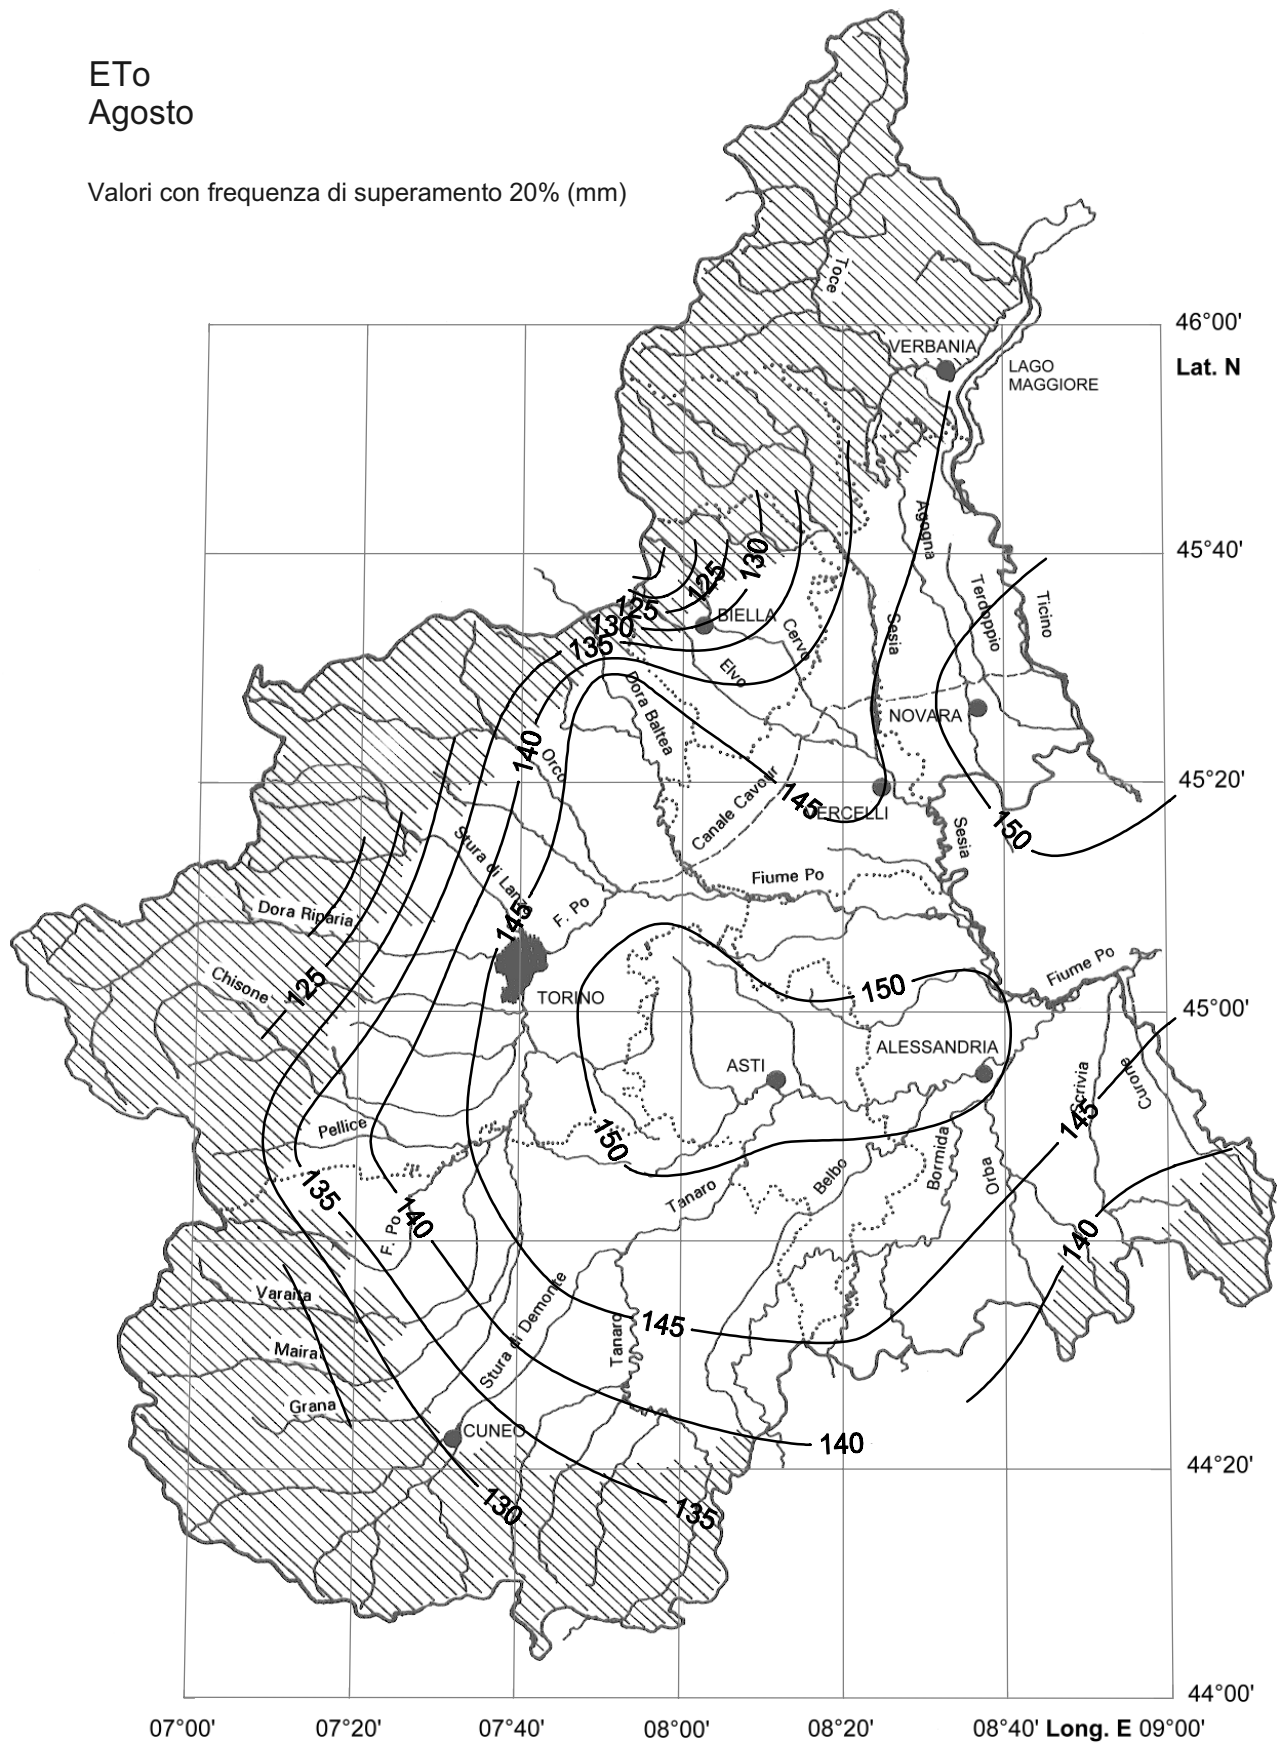 ETo
Agosto
Valori con frequenza di superamento 20% (mm)
Toce
46°00'
VERBANIA
Lat. N
LAGO
MAGGIORE
Agogna
45°40'
130
125
Terdoppio
Ticino
125
130
BIELLA
135
Cervo
Sesia
Elvo
Dora Baltea
NOVARA
140
Orco
45°20'
Canale Cavour
145
VERCELLI
150
Sesia
Stura di Lanzo
Fiume Po
Dora Riparia
145
F. Po
Chisone
125
TORINO
150
Fiume Po
45°00'
ALESSANDRIA
ASTI
Scrivia
Curone
145
Pellice
150
135
Tanaro
Belbo
Bormida
Orba
F. Po
140
140
Varaita
145
Stura di Demonte
Tanaro
Maira
Grana
CUNEO
140
44°20'
130
135
44°00'
07°00'
07°20'
07°40'
08°00'
08°20'
08°40'
Long. E
09°00'